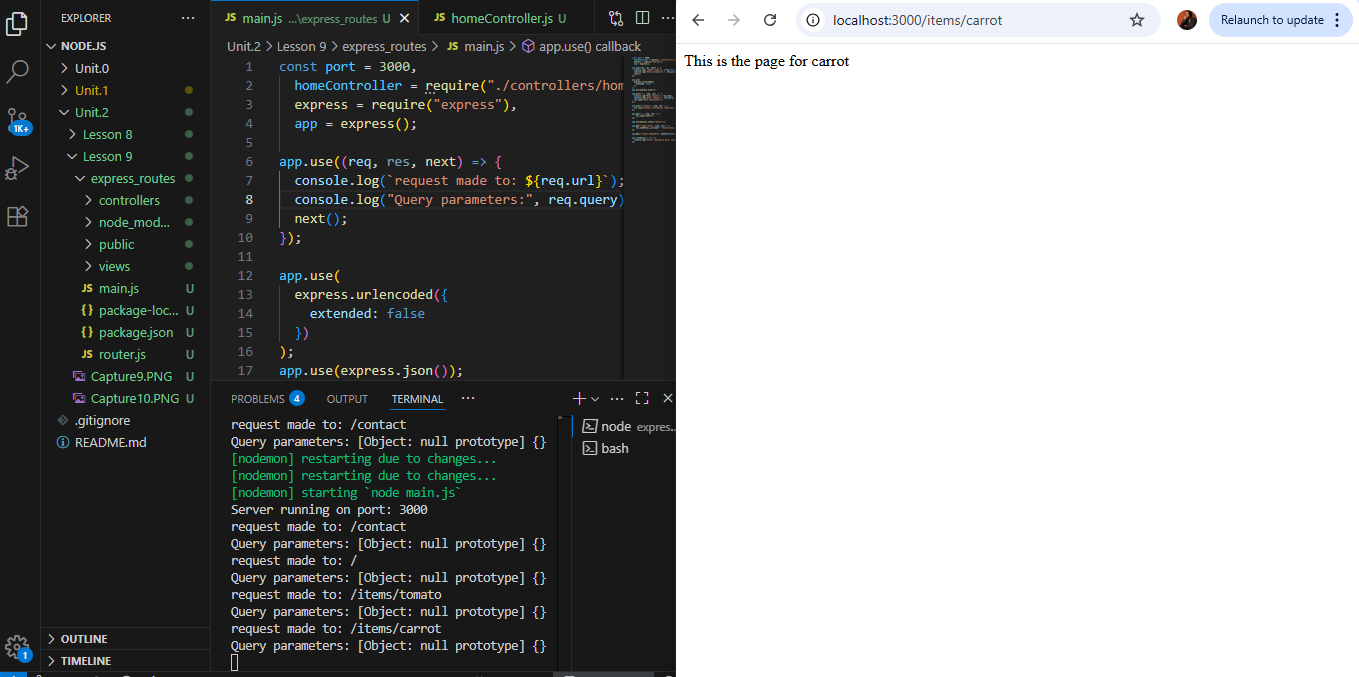 EXPLORER
NODE.JS
Unit.0
Unit.1
Unit.2
Lesson 8
Lesson 9
express_routes
controllers
node_mod...
public
views
JS main.js U
{} package-loc... U
{} package.json U
JS router.js U
Capture9.PNG U
Capture10.PNG U
.gitignore
README.md
OUTLINE
TIMELINE
1K+
1
JS main.js ...\express_routes U
JS homeController.js U
Unit.2 > Lesson 9 > express_routes > JS main.js > app.use() callback
1 const port = 3000,
2 homeController = require("./controllers/hom
3 express = require("express"),
4 app = express();
5
6 app.use((req, res, next) => {
7 console.log(`request made to: ${req.url}`);
8 console.log("Query parameters:", req.query)
9 next();
10 });
11
12 app.use(
13 express.urlencoded({
14 extended: false
15 })
16 );
17 app.use(express.json());
PROBLEMS 4 OUTPUT TERMINAL
request made to: /contact
Query parameters: [Object: null prototype] {}
[nodemon] restarting due to changes...
[nodemon] restarting due to changes...
[nodemon] starting `node main.js`
Server running on port: 3000
request made to: /contact
Query parameters: [Object: null prototype] {}
request made to: /
Query parameters: [Object: null prototype] {}
request made to: /items/tomato
Query parameters: [Object: null prototype] {}
request made to: /items/carrot
Query parameters: [Object: null prototype] {}
node expres...
bash
localhost:3000/items/carrot
Relaunch to update
This is the page for carrot